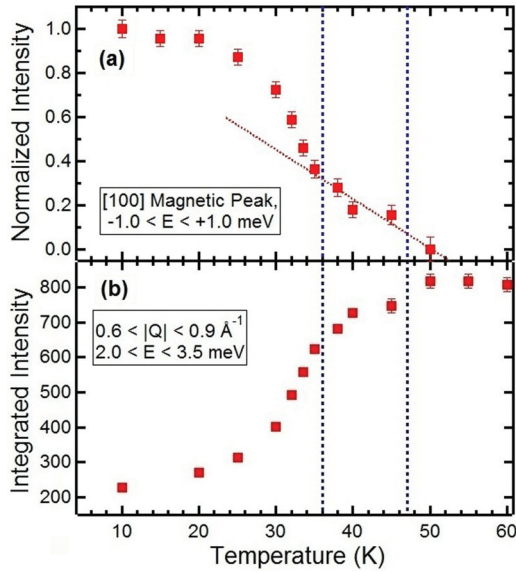 1.0
0.8
0.6
0.4
0.2
0.0
Normalized Intensity
(a)
[100] Magnetic Peak,
-1.0 < E < +1.0 meV
800
700
600
500
400
300
200
Integrated Intensity
(b)
0.6 < |Q| < 0.9 Å⁻¹
2.0 < E < 3.5 meV
10 20 30 40 50 60
Temperature (K)